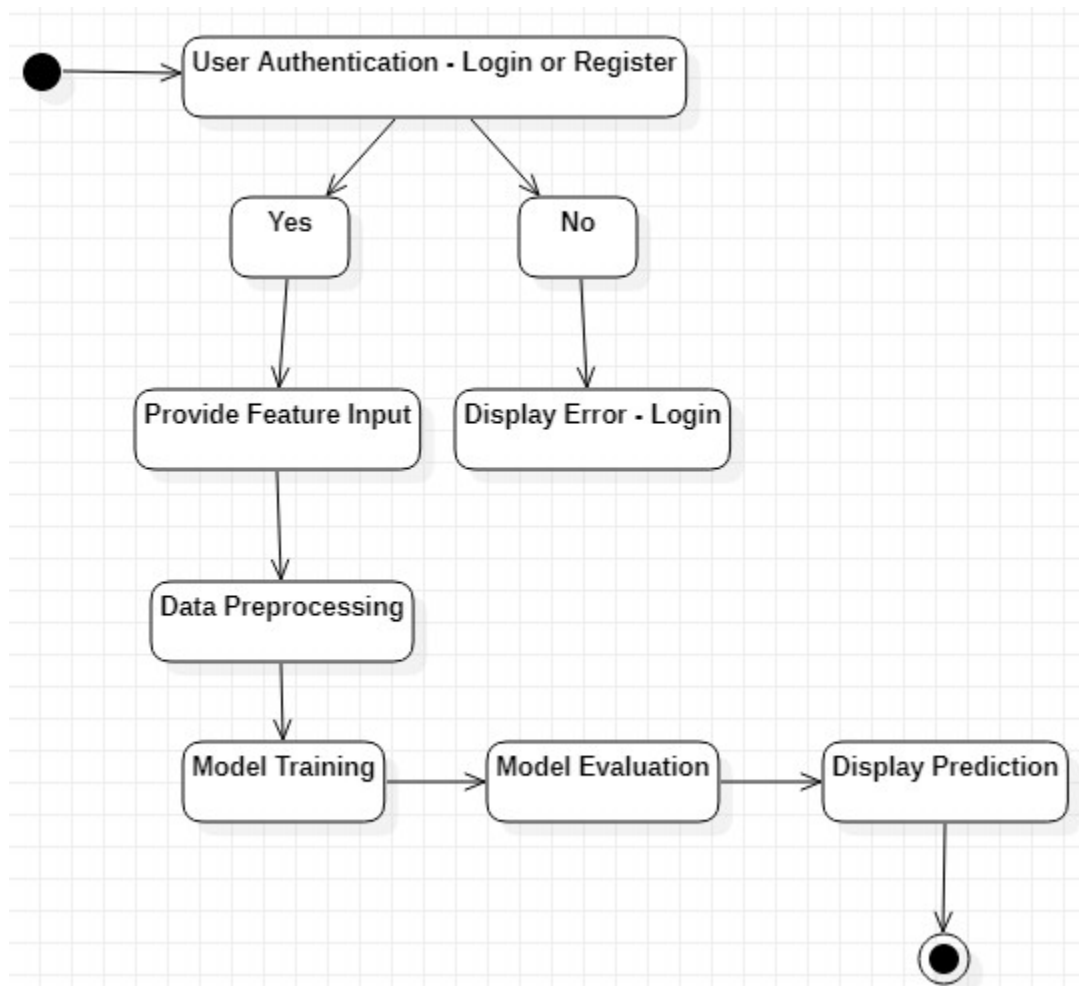 User Authentication - Login or Register
Yes
No
Provide Feature Input
Display Error - Login
Data Preprocessing
Model Training
Model Evaluation
Display Prediction